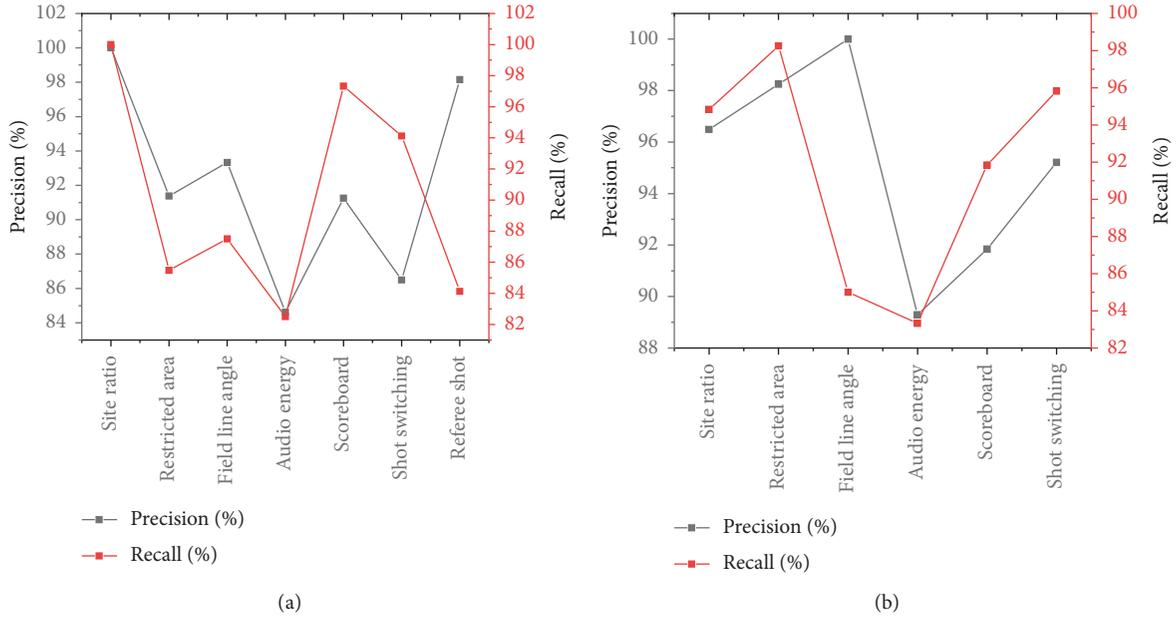 102
100
98
96
94
92
90
88
86
84
Precision (%)
102
100
98
96
94
92
90
88
86
84
82
Recall (%)
Site ratio
Restricted area
Field line angle
Audio energy
Scoreboard
Shot switching
Referee shot
Precision (%)
Recall (%)
(a)
100
98
96
94
92
90
88
Precision (%)
100
98
96
94
92
90
88
86
84
82
Recall (%)
Site ratio
Restricted area
Field line angle
Audio energy
Scoreboard
Shot switching
Precision (%)
Recall (%)
(b)